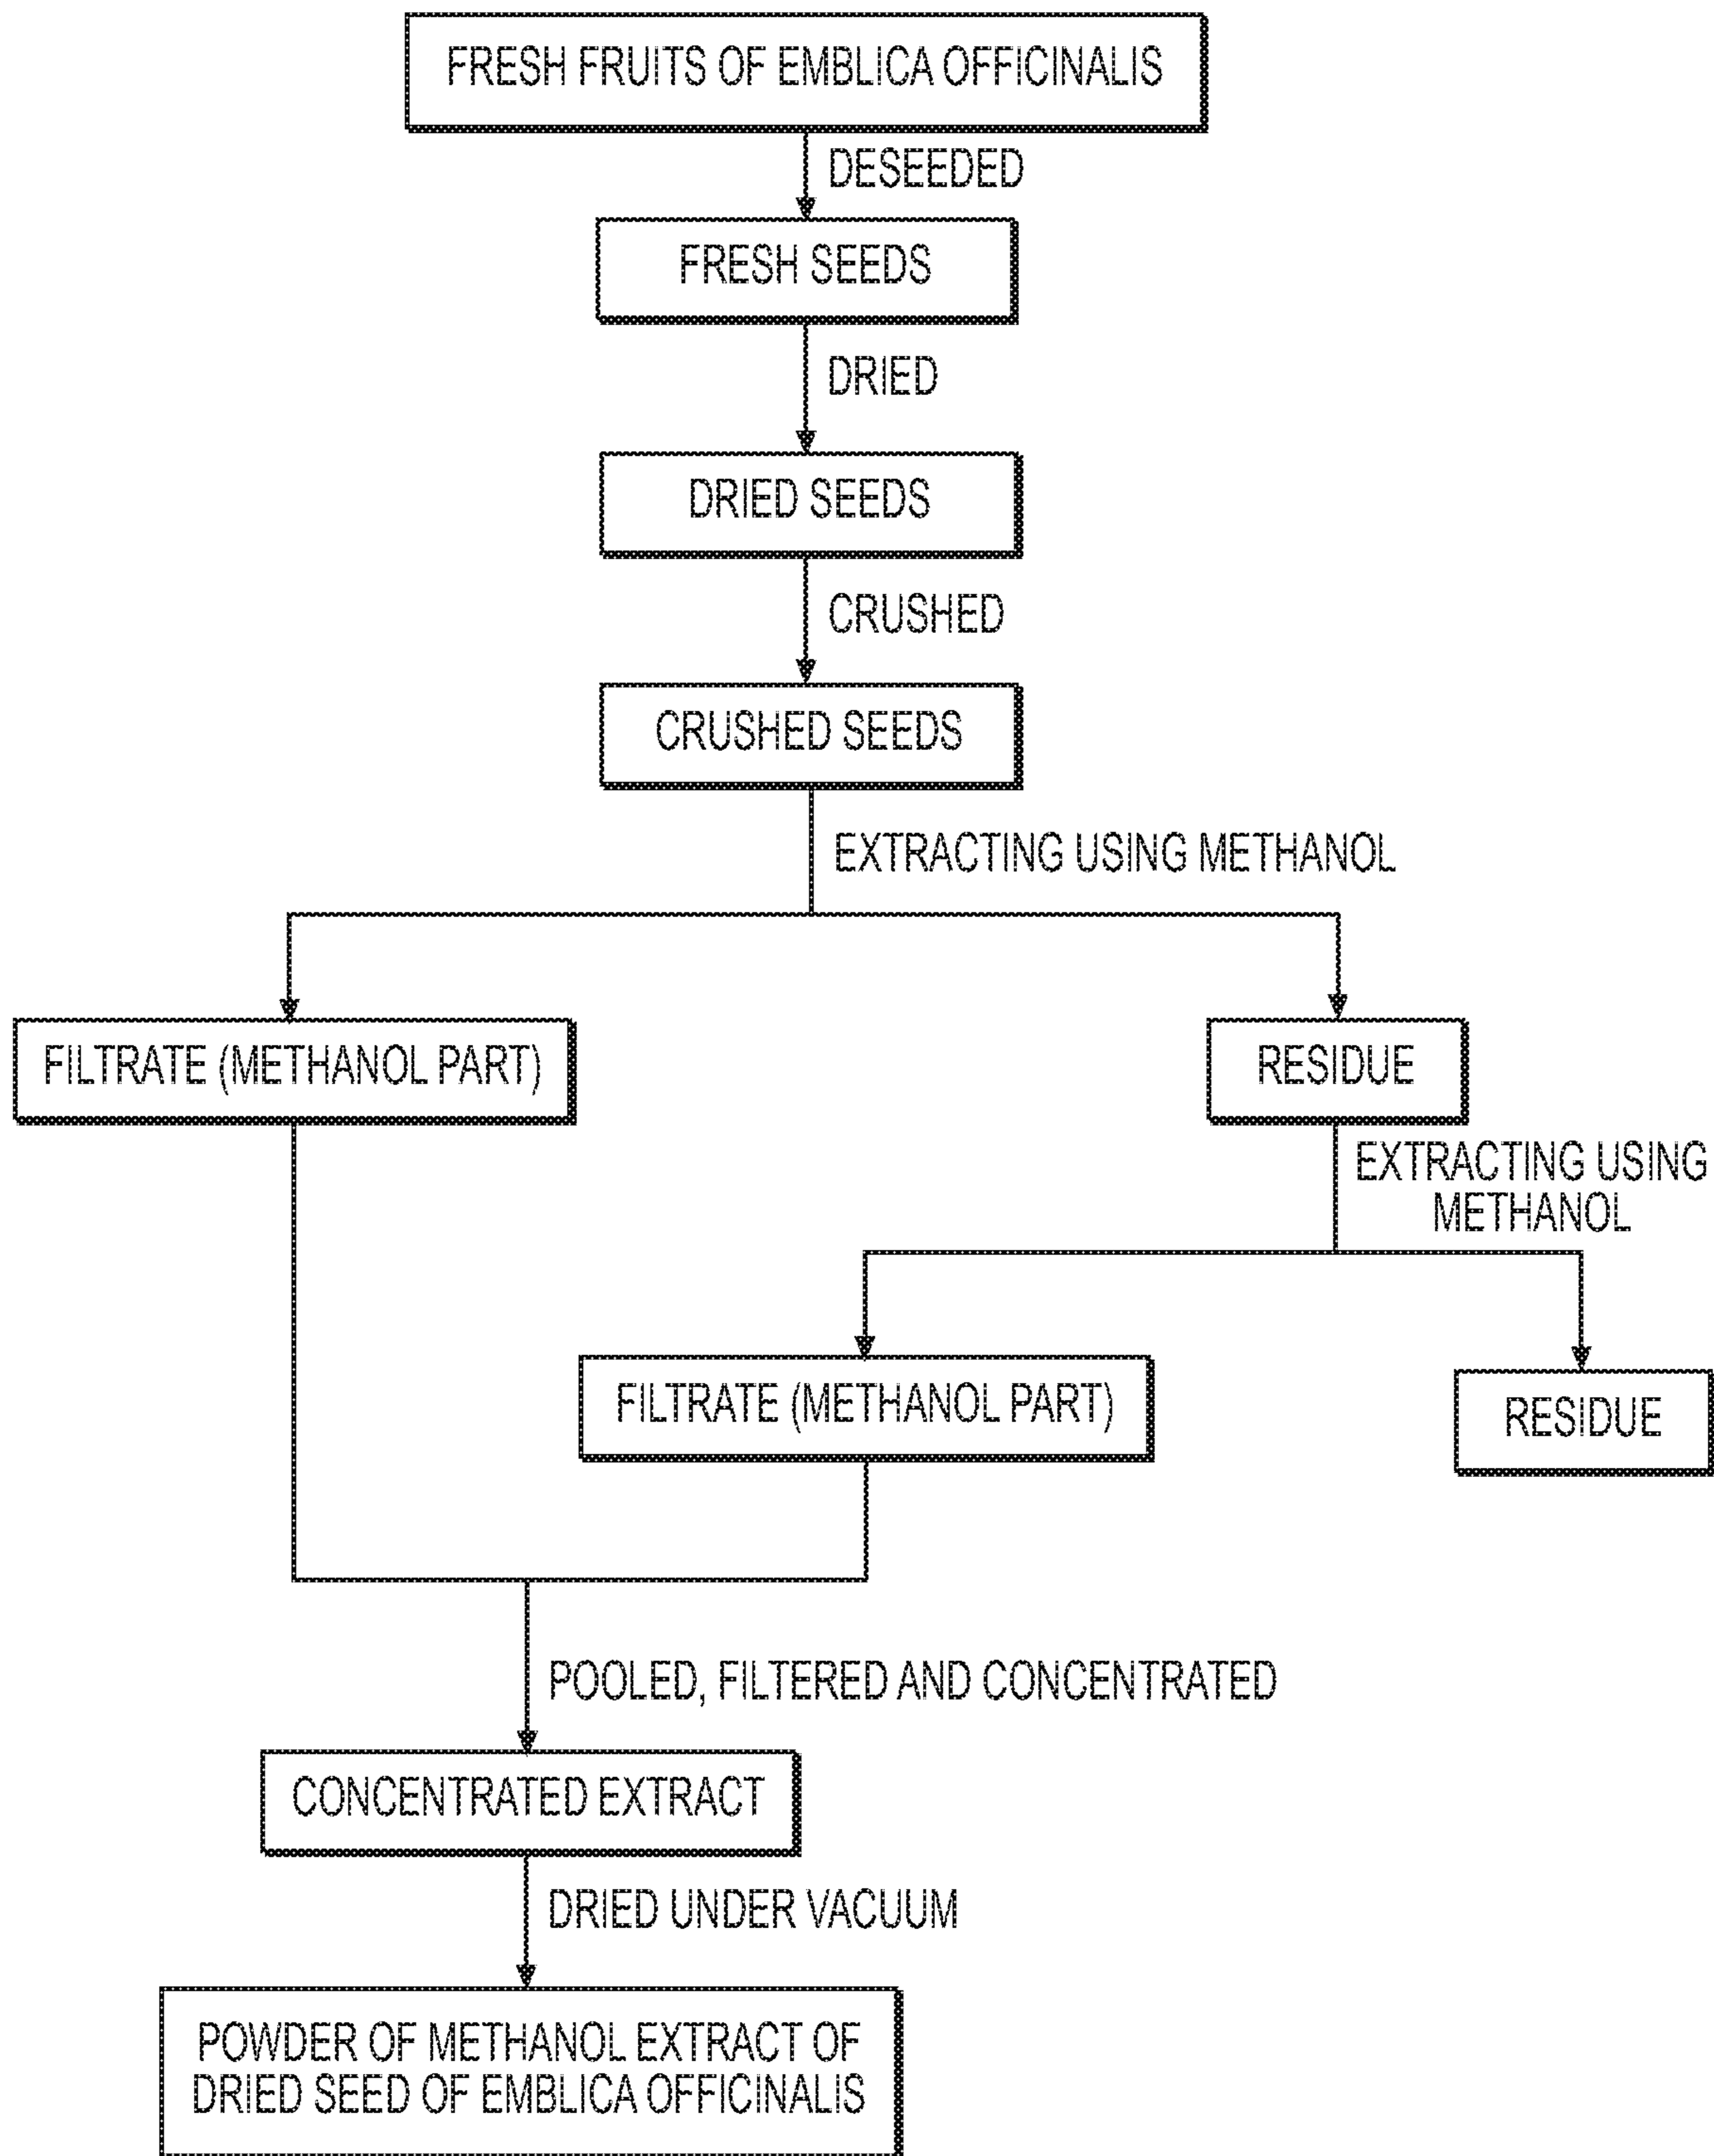 FRESH FRUITS OF EMBLICA OFFICINALIS
DESEEDED
FRESH SEEDS
DRIED
DRIED SEEDS
CRUSHED
CRUSHED SEEDS
EXTRACTING USING METHANOL
FILTRATE (METHANOL PART)
RESIDUE
EXTRACTING USING
METHANOL
FILTRATE (METHANOL PART)
RESIDUE
POOLED, FILTERED AND CONCENTRATED
CONCENTRATED EXTRACT
DRIED UNDER VACUUM
POWDER OF METHANOL EXTRACT OF
DRIED SEED OF EMBLICA OFFICINALIS